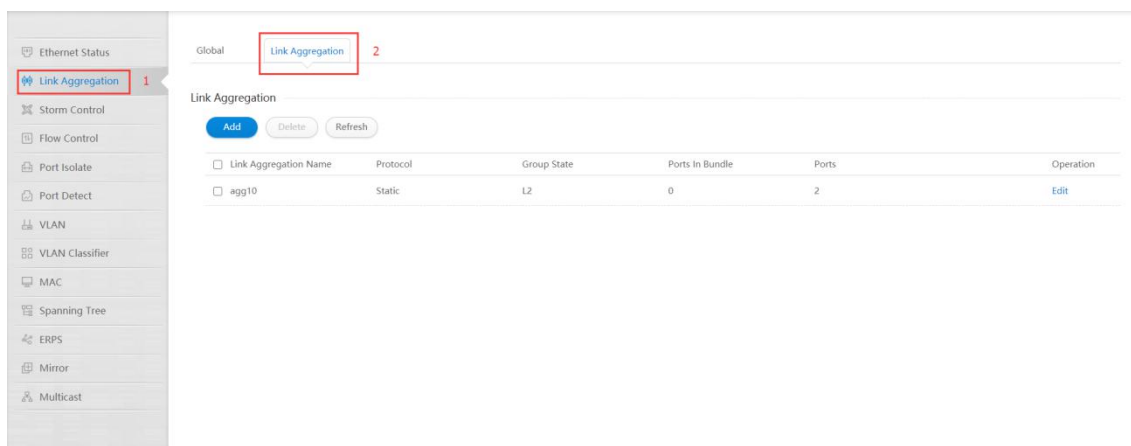 Ethernet Status
Link Aggregation 1
Storm Control
Flow Control
Port Isolate
Port Detect
VLAN
VLAN Classifier
MAC
Spanning Tree
ERPS
Mirror
Multicast
Global Link Aggregation 2
Link Aggregation
Add Delete Refresh
Link Aggregation Name Protocol Group State Ports In Bundle Ports Operation
agg10 Static L2 0 2 Edit